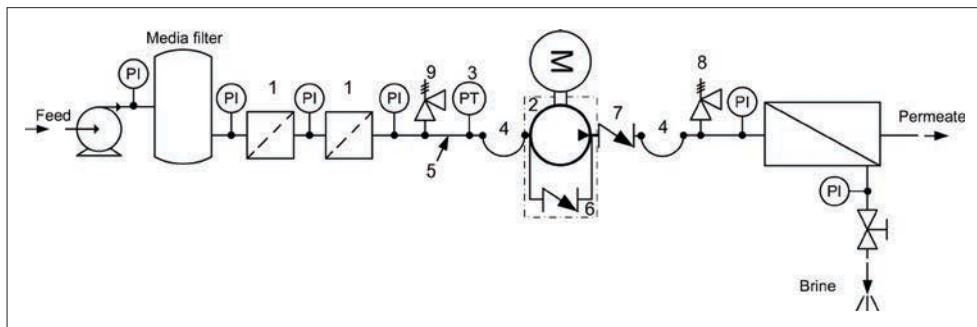 Media filter
Feed
PI
PI
1
PI
1
PI
9
3
PT
5
4
2
M
6
7
4
8
PI
Permeate
PI
Brine